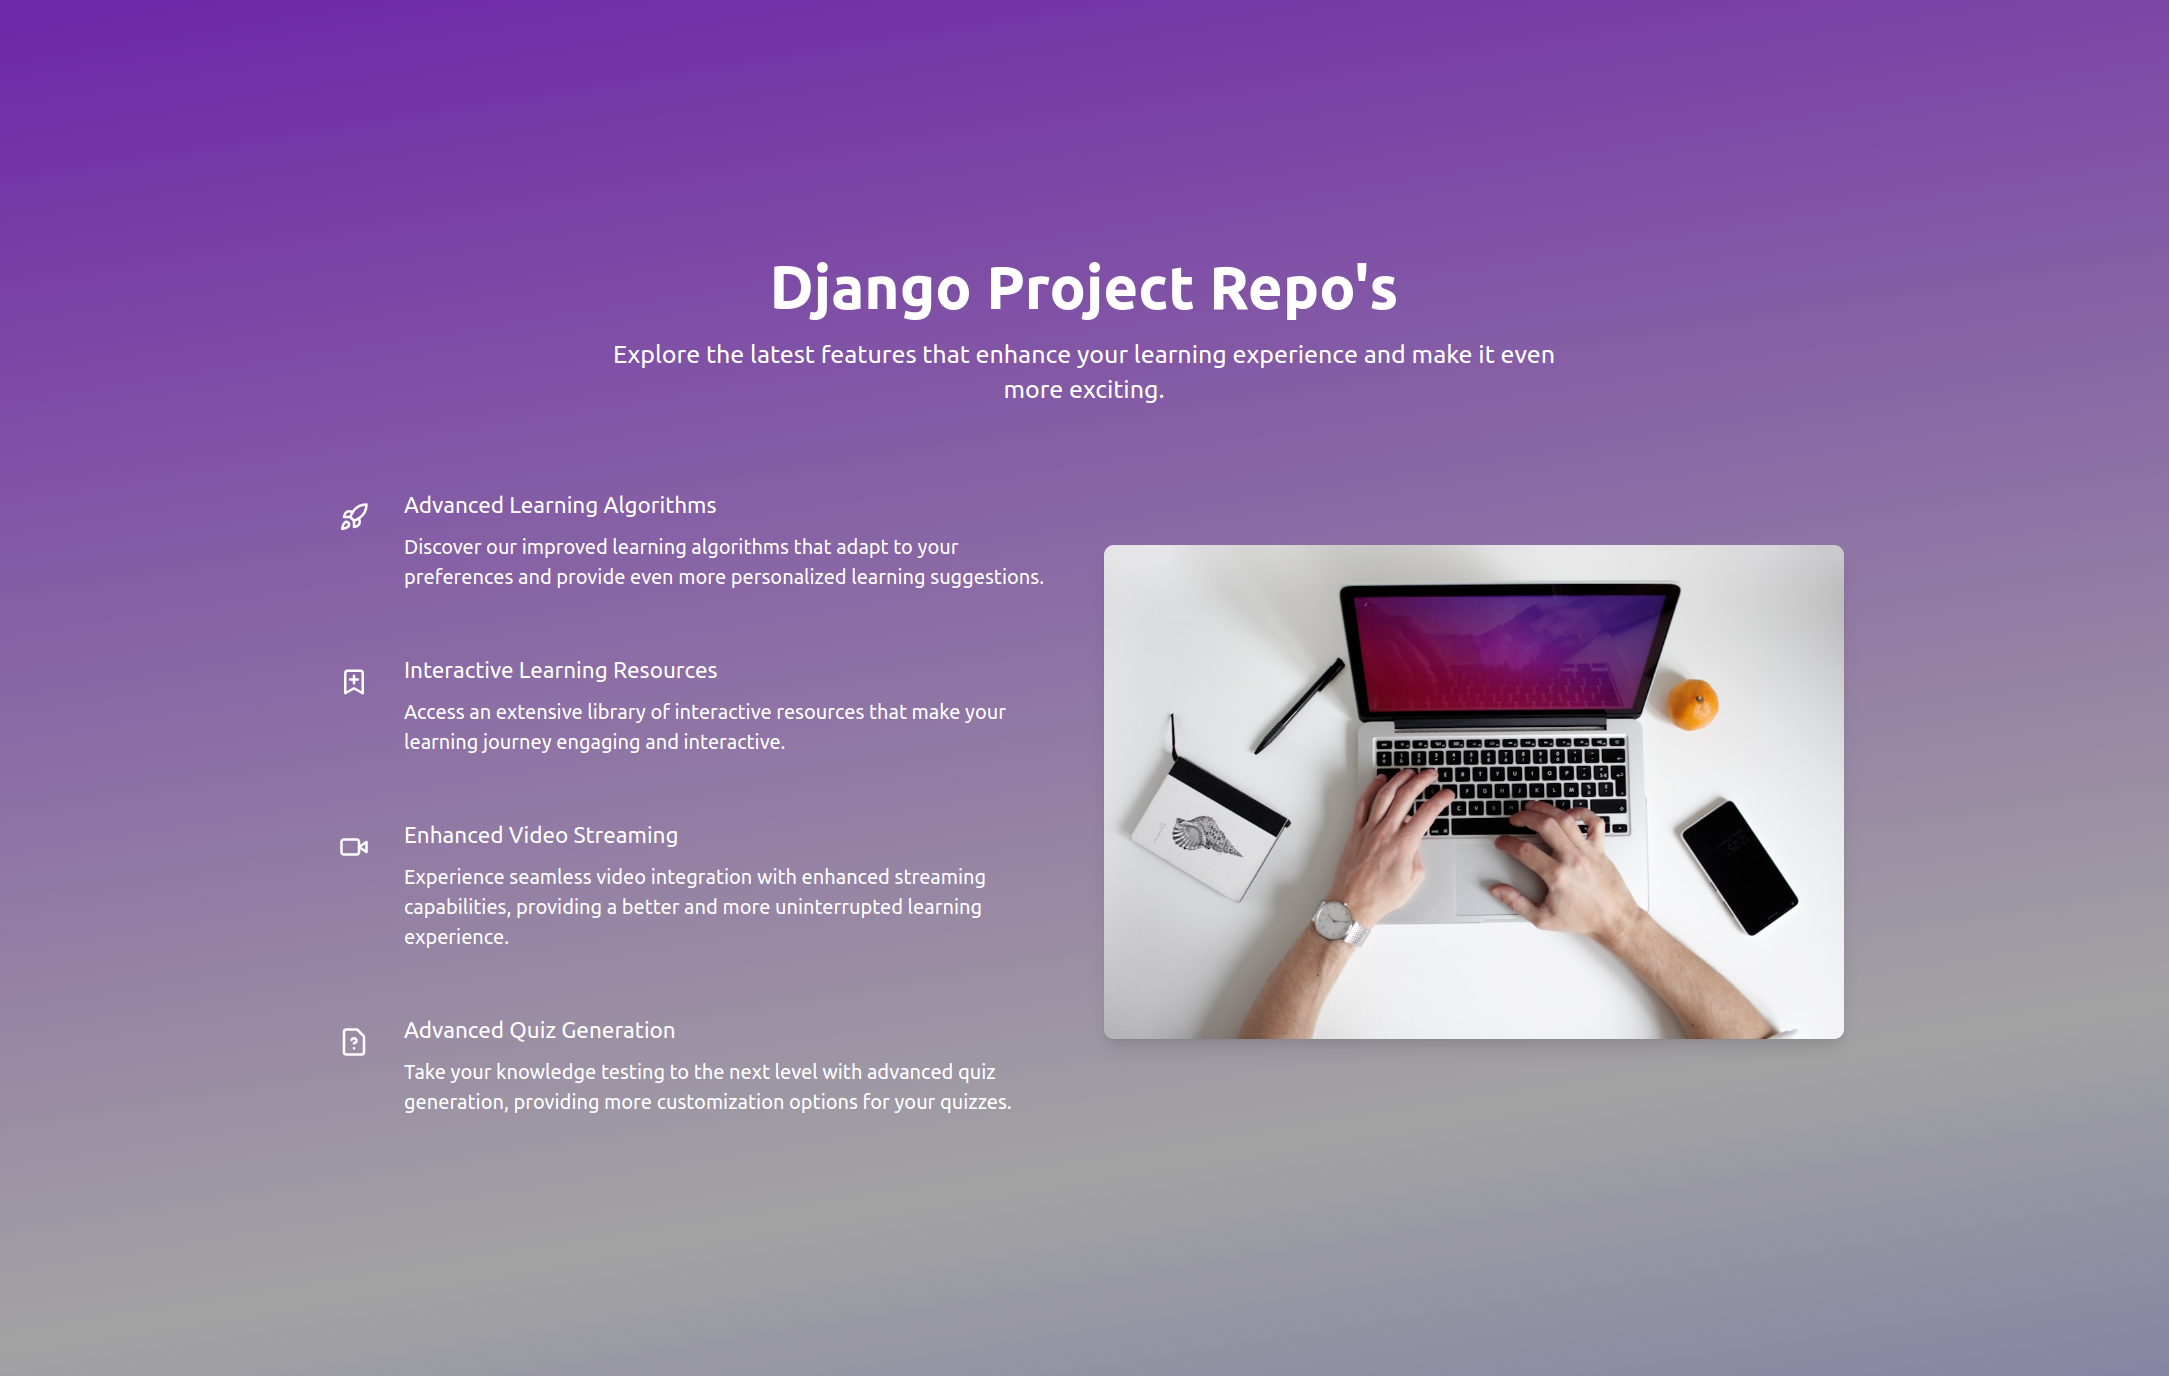 Django Project Repo's
Explore the latest features that enhance your learning experience and make it even
more exciting.
Advanced Learning Algorithms
Discover our improved learning algorithms that adapt to your
preferences and provide even more personalized learning suggestions.
Interactive Learning Resources
Access an extensive library of interactive resources that make your
learning journey engaging and interactive.
Enhanced Video Streaming
Experience seamless video integration with enhanced streaming
capabilities, providing a better and more uninterrupted learning
experience.
Advanced Quiz Generation
Take your knowledge testing to the next level with advanced quiz
generation, providing more customization options for your quizzes.